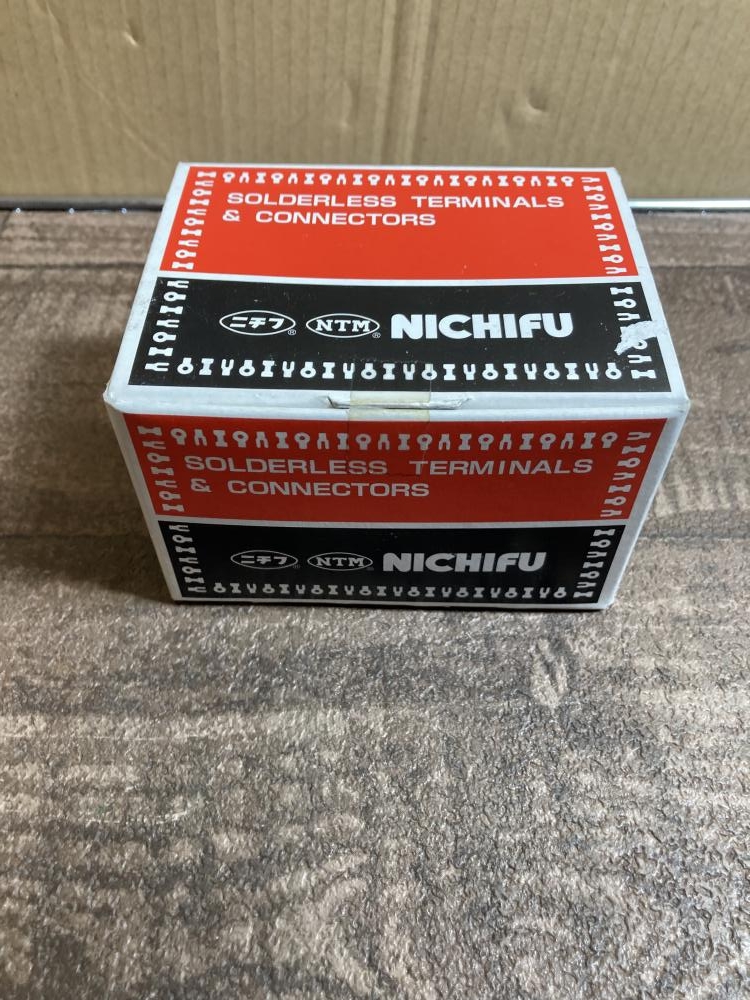 SOLDERLESS TERMINALS
& CONNECTORS
ニチフ ® NTM ® NICHIFU
SOLDERLESS TERMINALS
& CONNECTORS
ニチフ ® NTM ® NICHIFU